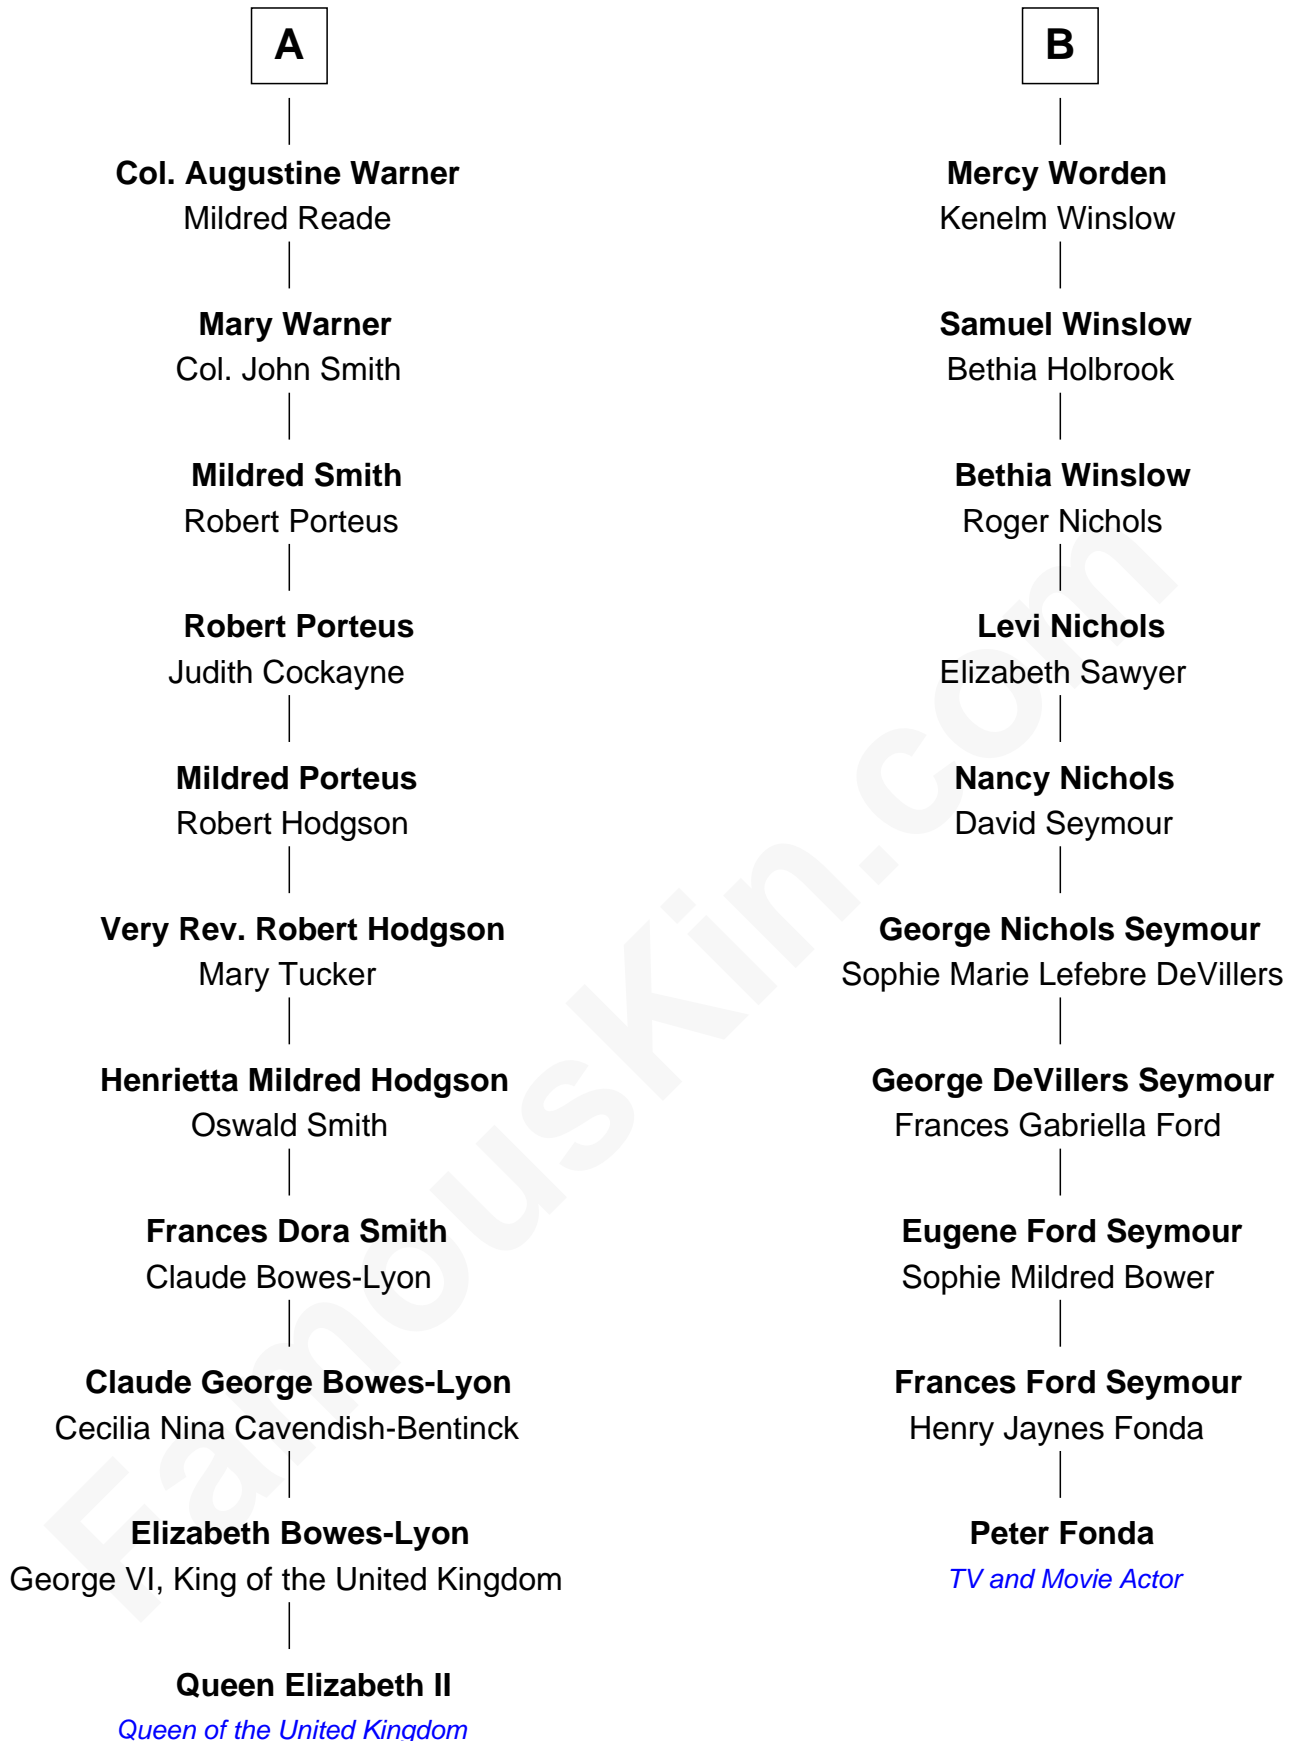 A
Col. Augustine Warner
Mildred Reade
Mary Warner
Col. John Smith
Mildred Smith
Robert Porteus
Robert Porteus
Judith Cockayne
Mildred Porteus
Robert Hodgson
Very Rev. Robert Hodgson
Mary Tucker
Henrietta Mildred Hodgson
Oswald Smith
Frances Dora Smith
Claude Bowes-Lyon
Claude George Bowes-Lyon
Cecilia Nina Cavendish-Bentinck
Elizabeth Bowes-Lyon
George VI, King of the United Kingdom
Queen Elizabeth II
Queen of the United Kingdom
B
Mercy Worden
Kenelm Winslow
Samuel Winslow
Bethia Holbrook
Bethia Winslow
Roger Nichols
Levi Nichols
Elizabeth Sawyer
Nancy Nichols
David Seymour
George Nichols Seymour
Sophie Marie Lefebre DeVillers
George DeVillers Seymour
Frances Gabriella Ford
Eugene Ford Seymour
Sophie Mildred Bower
Frances Ford Seymour
Henry Jaynes Fonda
Peter Fonda
TV and Movie Actor
FamousKin.com